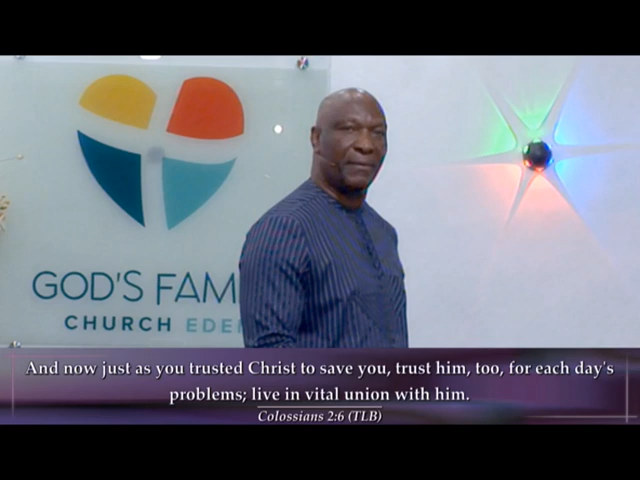 GOD'S FAM
CHURCH EDEN
And now just as you trusted Christ to save you, trust him, too, for each day's
problems; live in vital union with him.
Colossians 2:6 (TLB)